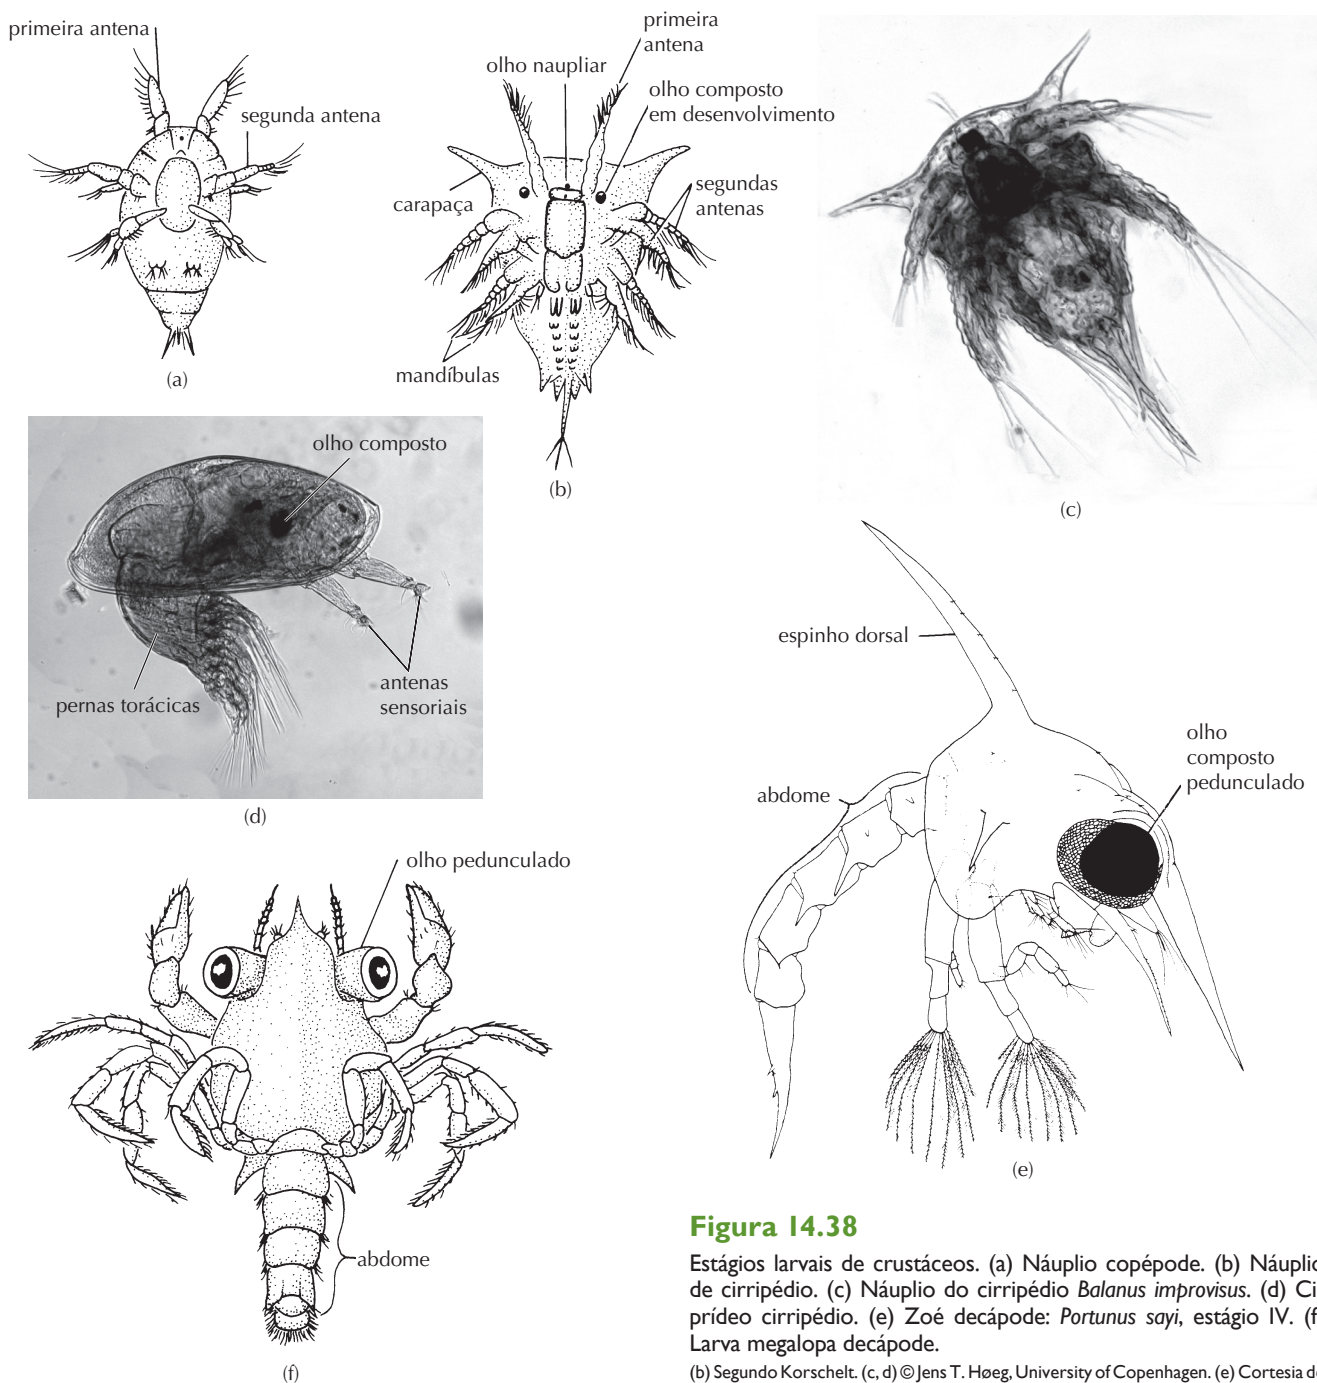 primeira antena
segunda antena
(a)
primeira
antena
olho naupliar
olho composto
em desenvolvimento
carapaça
segundas
antenas
mandíbulas
(b)
(c)
olho composto
pernas torácicas
antenas
sensoriais
(d)
espinho dorsal
olho
composto
pedunculado
abdome
(e)
olho pedunculado
abdome
(f)
Figura 14.38
Estágios larvais de crustáceos. (a) Náuplio copépode. (b) Náuplio
de cirripédio. (c) Náuplio do cirripédio Balanus improvisus. (d) Ci
prídeo cirripédio. (e) Zoé decápode: Portunus sayi, estágio IV. (f
Larva megalopa decápode.
(b) Segundo Korschelt. (c, d) © Jens T. Høeg, University of Copenhagen. (e) Cortesia de